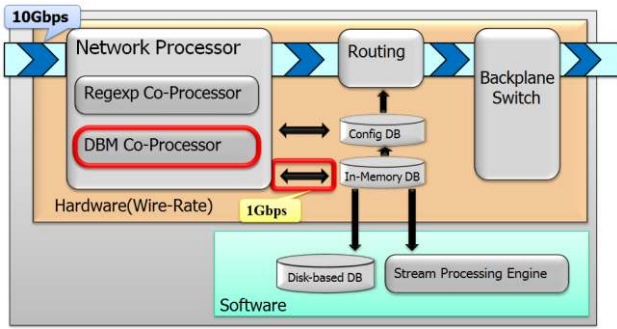 10Gbps
Network Processor
Regexp Co-Processor
DBM Co-Processor
Routing
Backplane
Switch
Config DB
In-Memory DB
1Gbps
Hardware(Wire-Rate)
Disk-based DB
Stream Processing Engine
Software